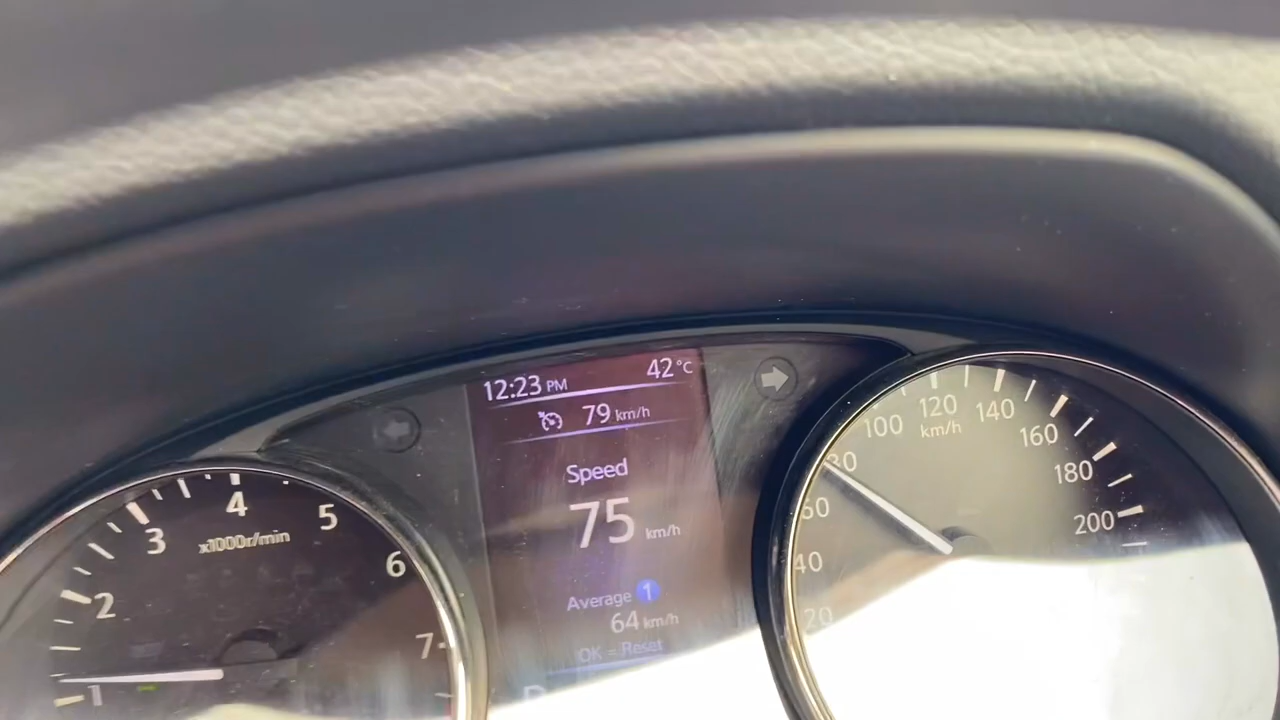 12:23 PM 42°C
79 km/h
Speed
75 km/h
Average 1
64 km/h
OK = Reset
1
2
3
4
5
6
7
x1000r/min
20
40
60
80
100
120
140
160
180
200
km/h